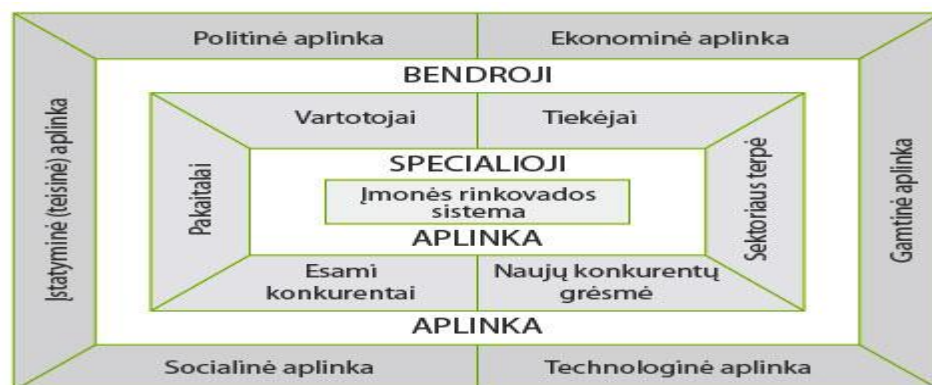 Politinė aplinka
Ekonominė aplinka
BENDROJI
Vartotojai
Tiekėjai
SPECIALIOJI
Įstatyminė (teisinė) aplinka
Pakaitalai
Įmonės rinkovados
sistema
Sektoriaus terpė
Gamtinė aplinka
APLINKA
Esami
konkurentai
Naujų konkurentų
grėsmė
APLINKA
Socialinė aplinka
Technologinė aplinka